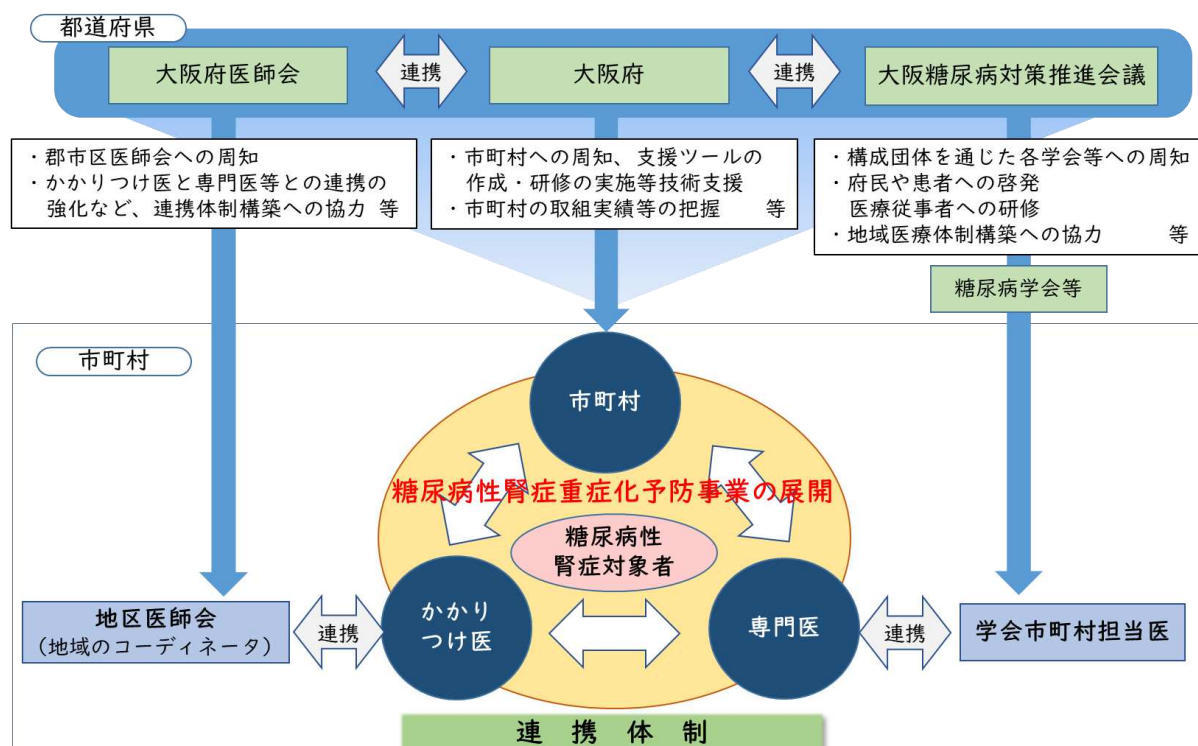 都道府県
大阪府医師会
連携
大阪府
連携
大阪糖尿病対策推進会議
・郡市区医師会への周知
・かかりつけ医と専門医等との連携の
強化など、連携体制構築への協力 等
・市町村への周知、支援ツールの
作成・研修の実施等技術支援
・市町村の取組実績等の把握 等
・構成団体を通じた各学会等への周知
・府民や患者への啓発
医療従事者への研修
・地域医療体制構築への協力 等
糖尿病学会等
市町村
市町村
糖尿病性腎症重症化予防事業の展開
糖尿病性
腎症対象者
地区医師会
（地域のコーディネータ）
連携
かかり
つけ医
専門医
連携
学会市町村担当医
連携体制